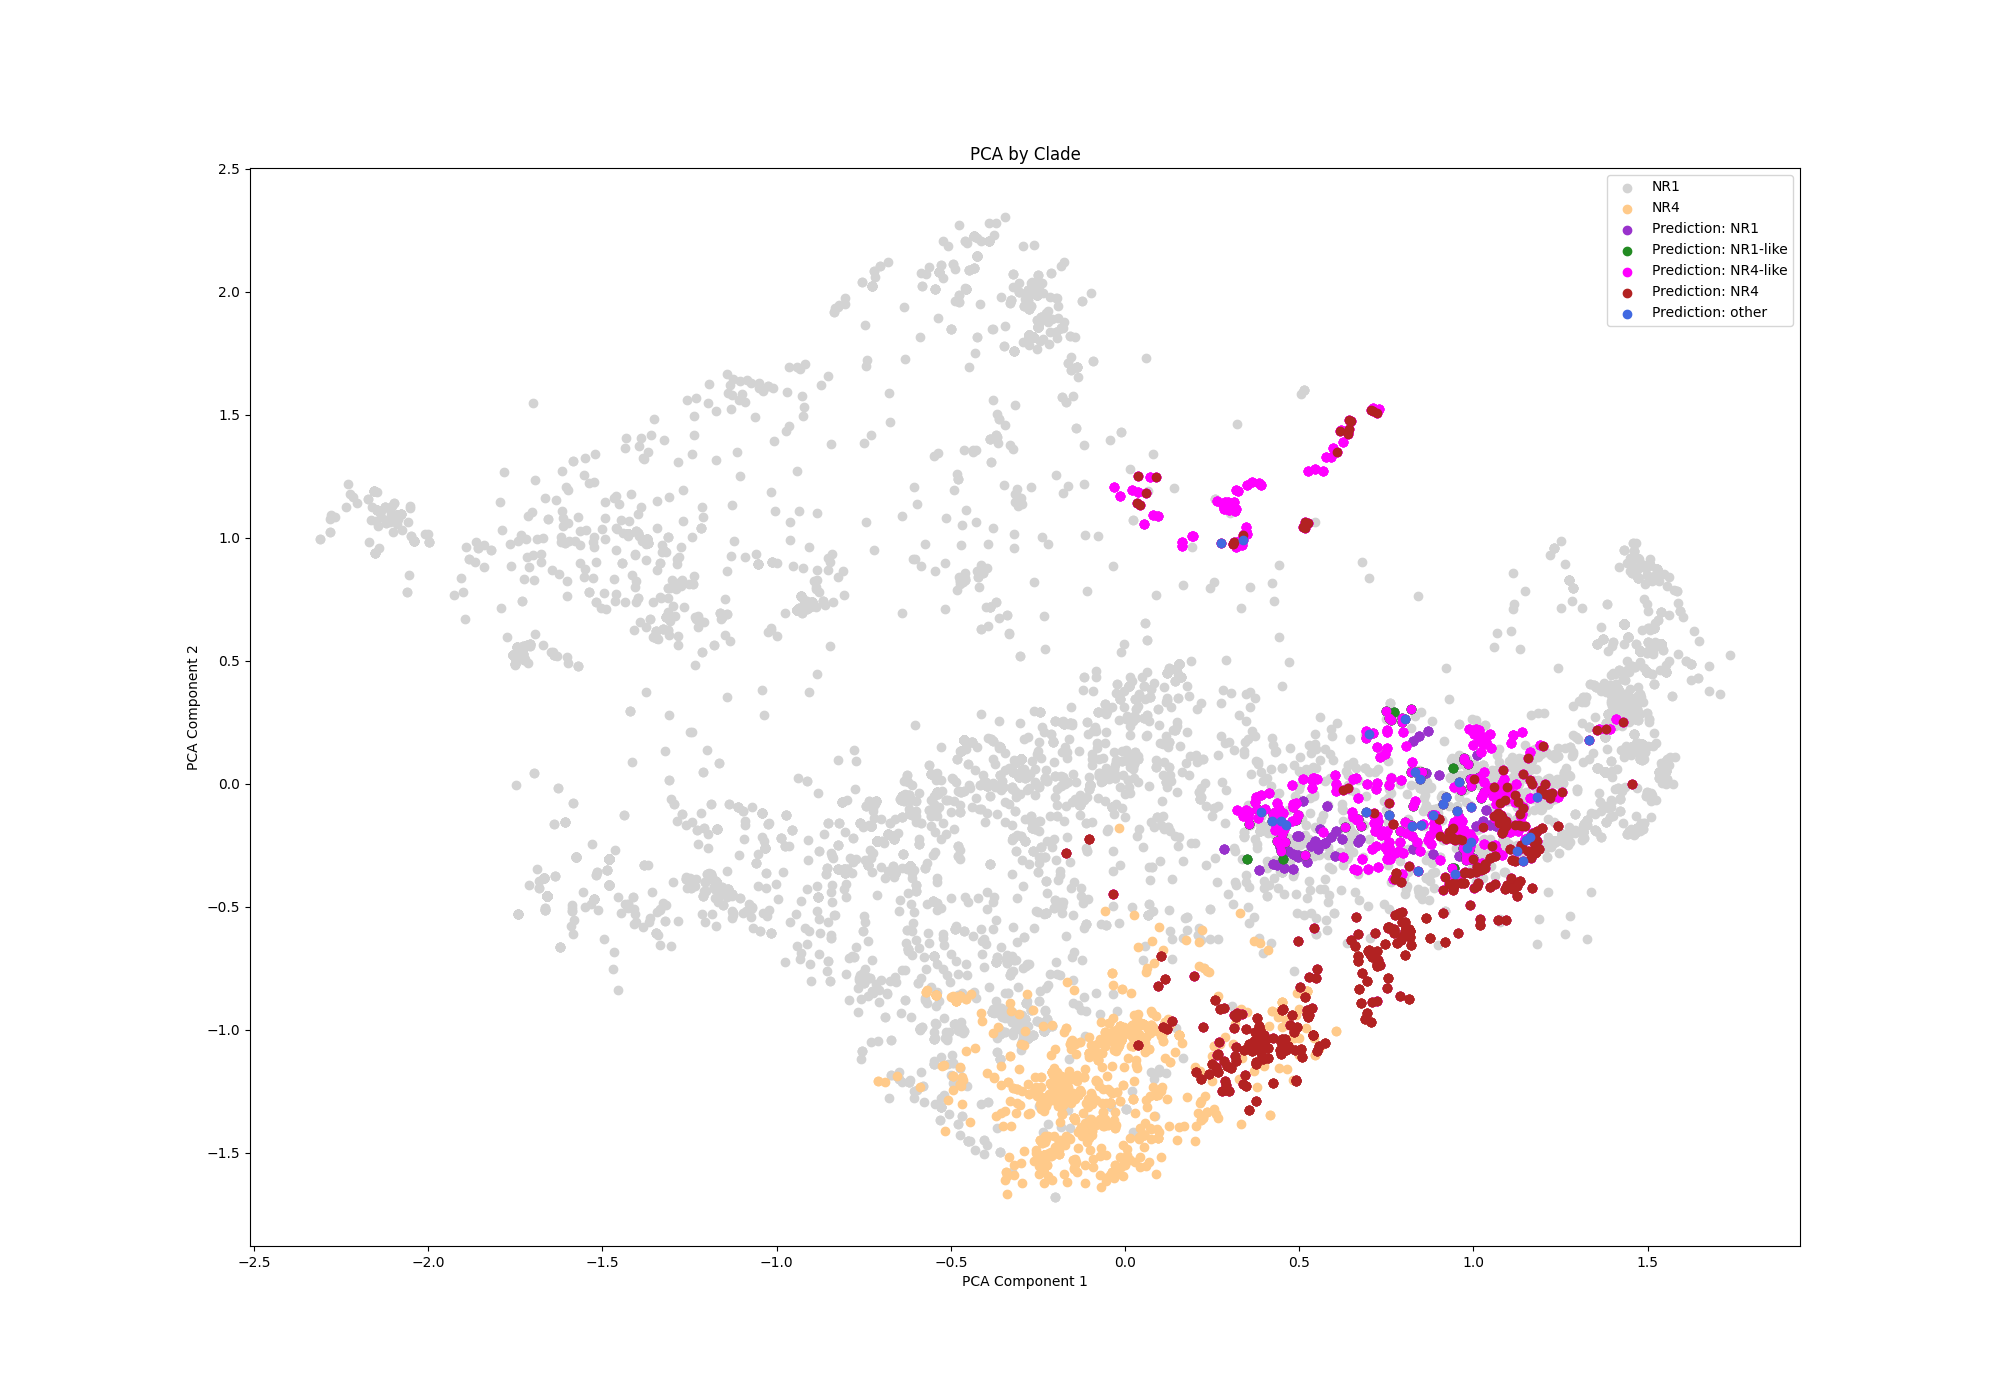 PCA by Clade
2.5
2.0
1.5
1.0
0.5
0.0
−0.5
−1.0
−1.5
PCA Component 2
NR1
NR4
Prediction: NR1
Prediction: NR1-like
Prediction: NR4-like
Prediction: NR4
Prediction: other
−2.5 −2.0 −1.5 −1.0 −0.5 0.0 0.5 1.0 1.5
PCA Component 1